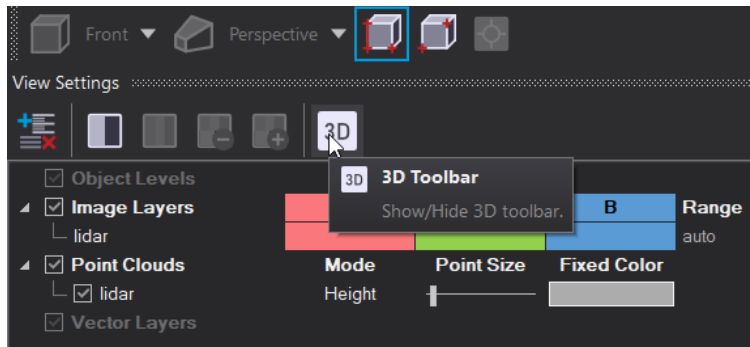 Front Perspective
View Settings
3D
3D 3D Toolbar
Show/Hide 3D toolbar.
Object Levels
Image Layers B Range
lidar auto
Point Clouds Mode Point Size Fixed Color
lidar Height
Vector Layers